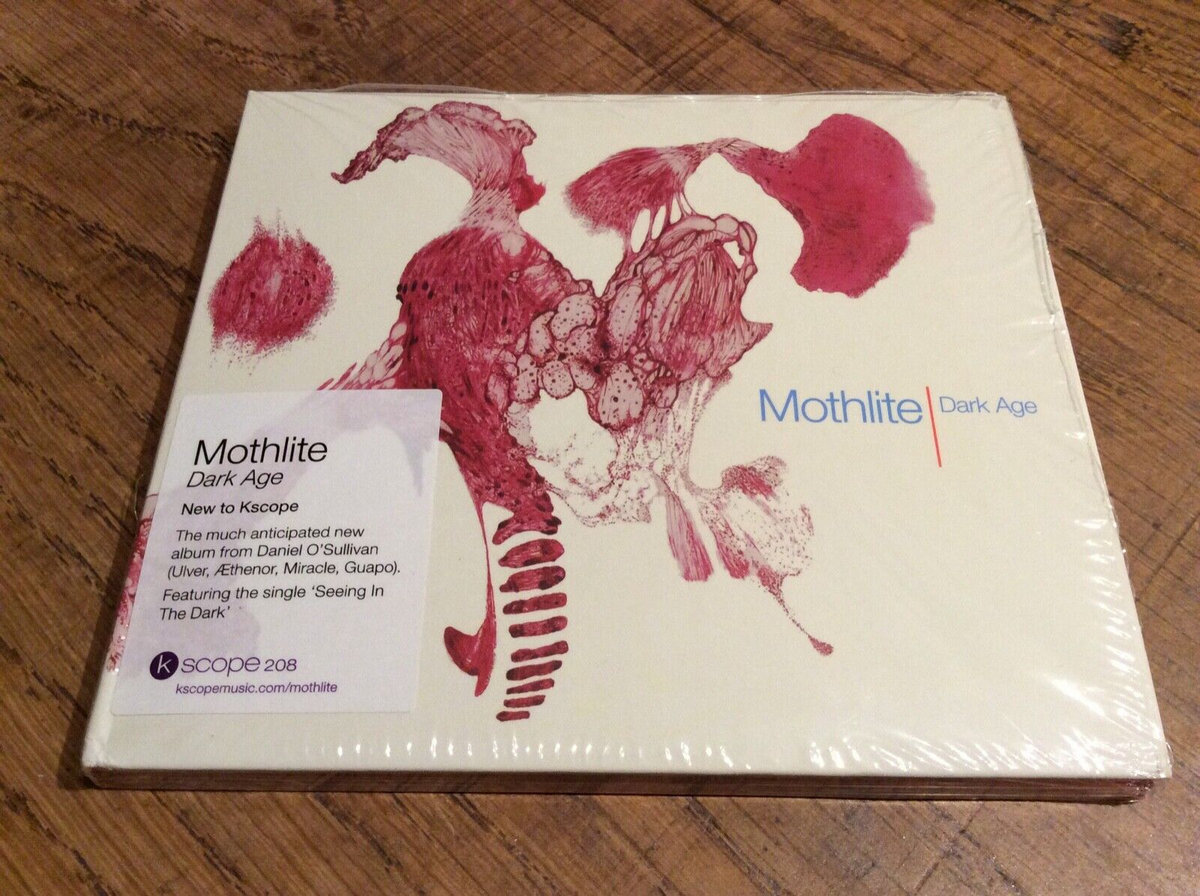 Mothlite | Dark Age
Mothlite
Dark Age
New to Kscope
The much anticipated new
album from Daniel O'Sullivan
(Ulver, Æthenor, Miracle, Guapo).
Featuring the single 'Seeing In
The Dark'
kscope 208
kscopemusic.com/mothlite